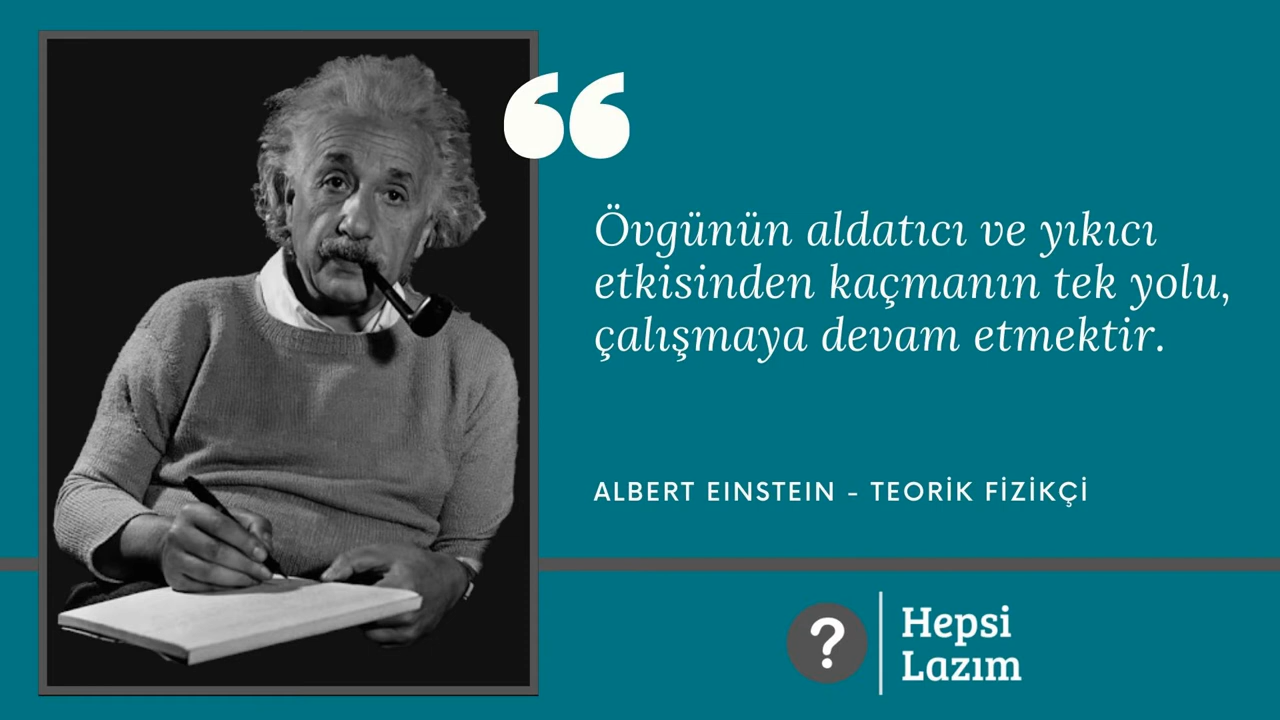 Övgünün aldatıcı ve yıkıcı
etkisinden kaçmanın tek yolu,
çalışmaya devam etmektir.
ALBERT EINSTEIN - TEORİK FİZİKÇİ
?
Hepsi
Lazım